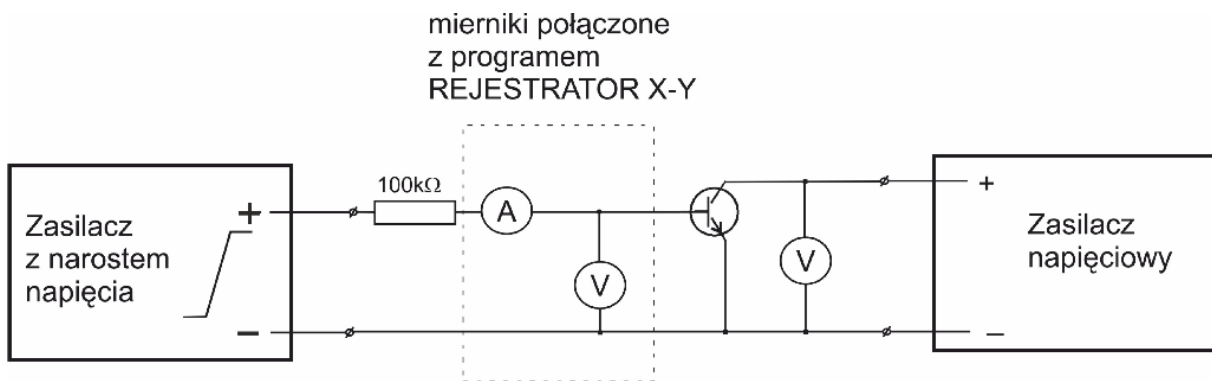 mierniki połączone
z programem
REJESTRATOR X-Y
Zasilacz
z narostem
napięcia
+
−
100kΩ
A
V
V
+
−
Zasilacz
napięciowy